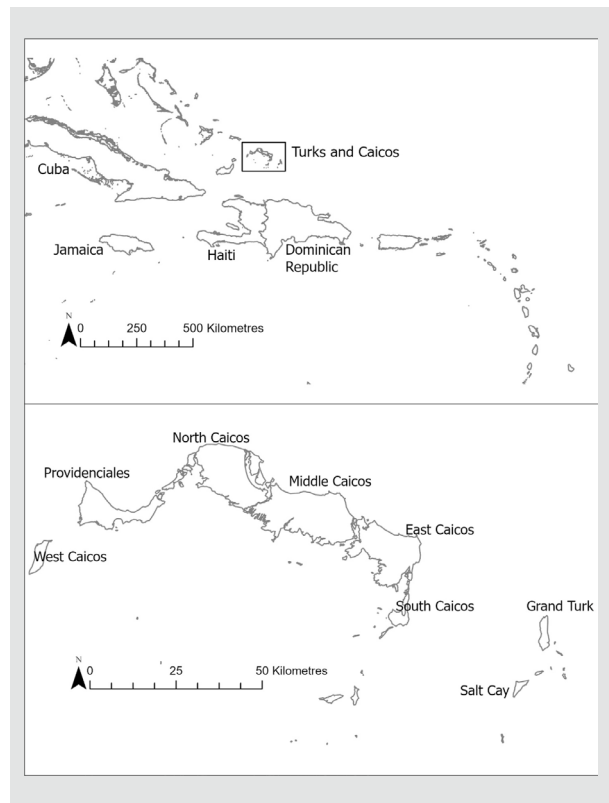 Turks and Caicos
Cuba
Jamaica
Haiti
Dominican
Republic
N
0 250 500 Kilometres
North Caicos
Providenciales
Middle Caicos
East Caicos
West Caicos
South Caicos
Grand Turk
Salt Cay
N
0 25 50 Kilometres